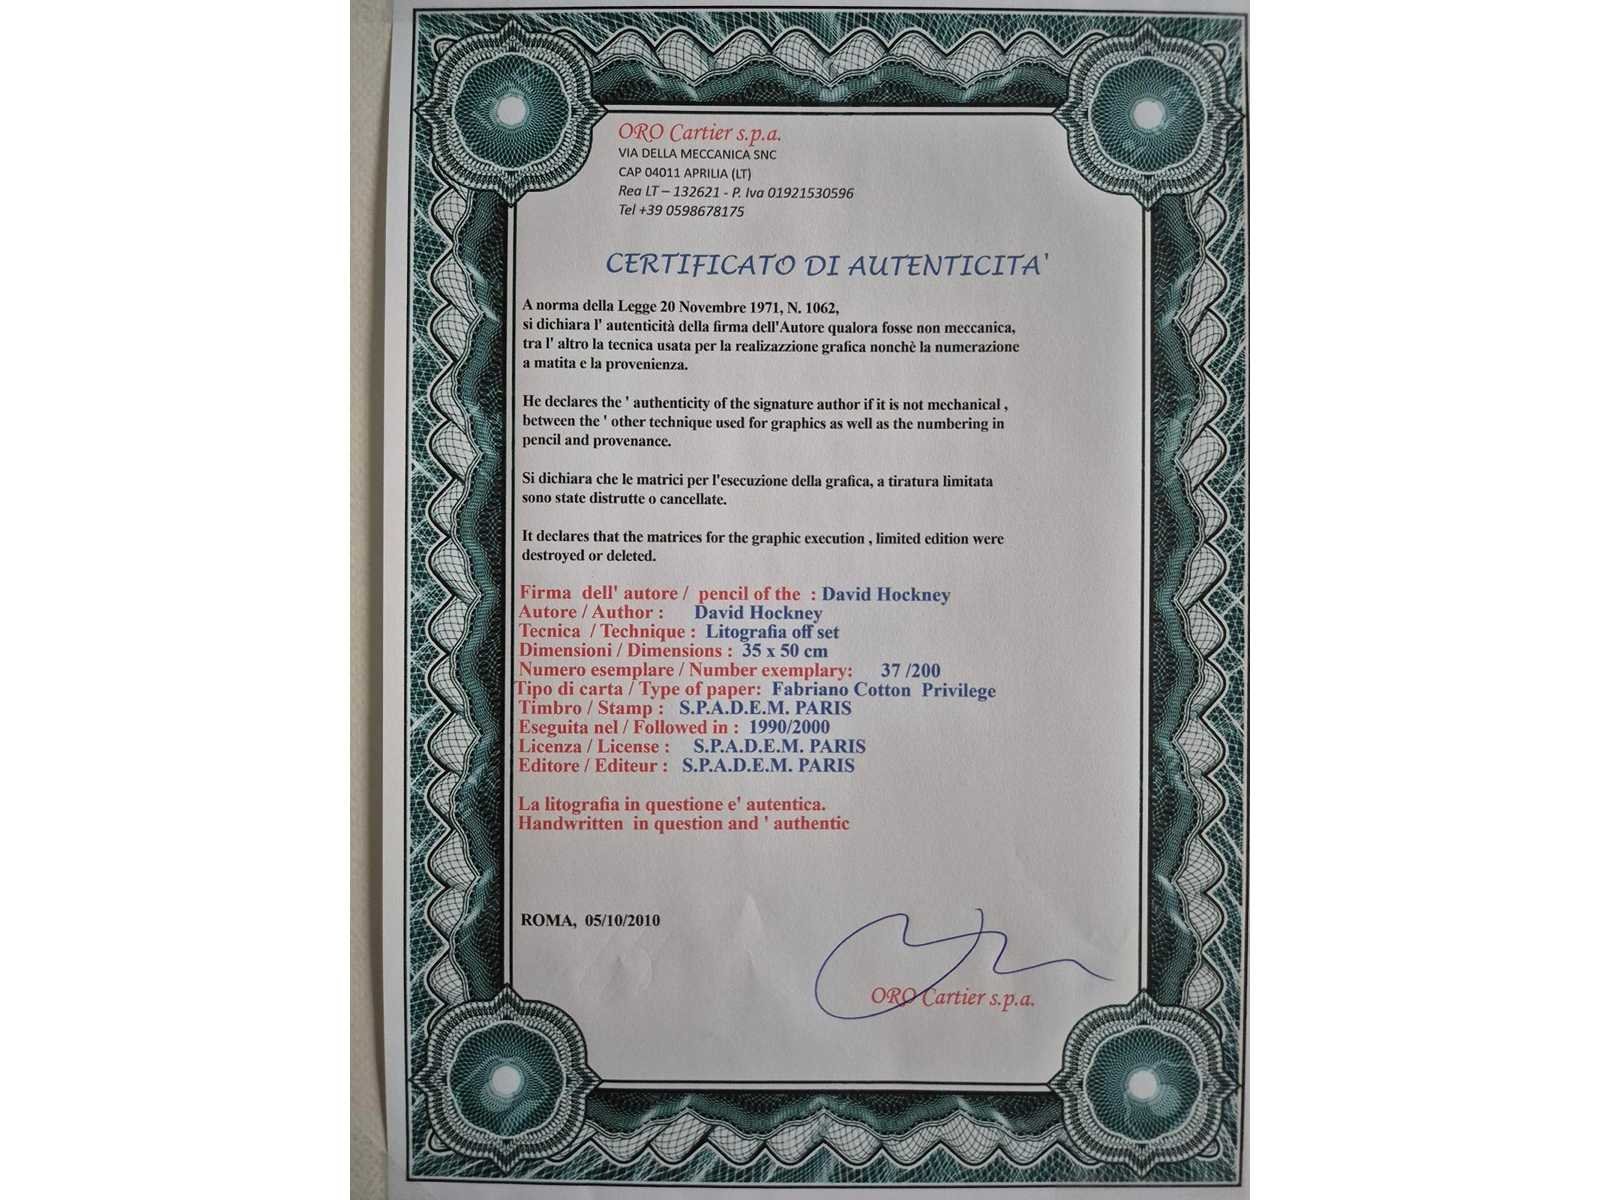 ORO Cartier s.p.a.
VIA DELLA MECCANICA SNC
CAP 04011 APRILIA (LT)
Rea LT – 132621 - P. Iva 01921530596
Tel +39 0598678175
CERTIFICATO DI AUTENTICITA'
A norma della Legge 20 Novembre 1971, N. 1062,
si dichiara l' autenticità della firma dell'Autore qualora fosse non meccanica,
tra l' altro la tecnica usata per la realizazzione grafica nonchè la numerazione
a matita e la provenienza.
He declares the ' authenticity of the signature author if it is not mechanical ,
between the ' other technique used for graphics as well as the numbering in
pencil and provenance.
Si dichiara che le matrici per l'esecuzione della grafica, a tiratura limitata
sono state distrutte o cancellate.
It declares that the matrices for the graphic execution , limited edition were
destroyed or deleted.
Firma dell' autore / pencil of the : David Hockney
Autore / Author : David Hockney
Tecnica / Technique : Litografia off set
Dimensioni / Dimensions : 35 x 50 cm
Numero esemplare / Number exemplary: 37 /200
Tipo di carta / Type of paper: Fabriano Cotton Privilege
Timbro / Stamp : S.P.A.D.E.M. PARIS
Eseguita nel / Followed in : 1990/2000
Licenza / License : S.P.A.D.E.M. PARIS
Editore / Editeur : S.P.A.D.E.M. PARIS
La litografia in questione e' autentica.
Handwritten in question and ' authentic
ROMA, 05/10/2010
ORO Cartier s.p.a.